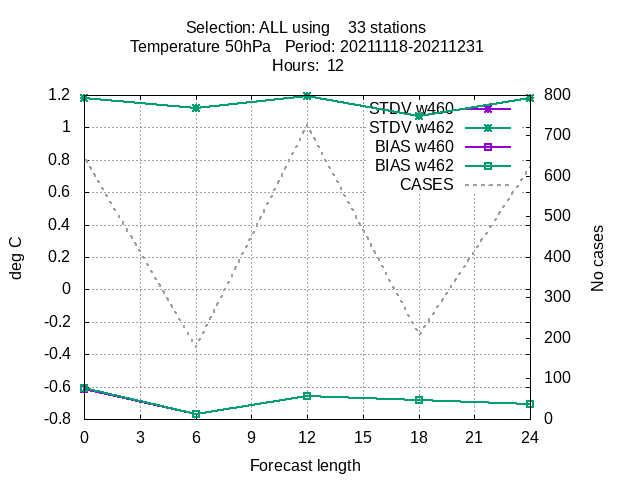 Selection: ALL using 33 stations
Temperature 50hPa Period: 20211118-20211231
Hours: 12
STDV w460
STDV w462
BIAS w460
BIAS w462
CASES
1.2
1
0.8
0.6
0.4
0.2
0
-0.2
-0.4
-0.6
-0.8
800
700
600
500
400
300
200
100
0
deg C
No cases
0 3 6 9 12 15 18 21 24
Forecast length